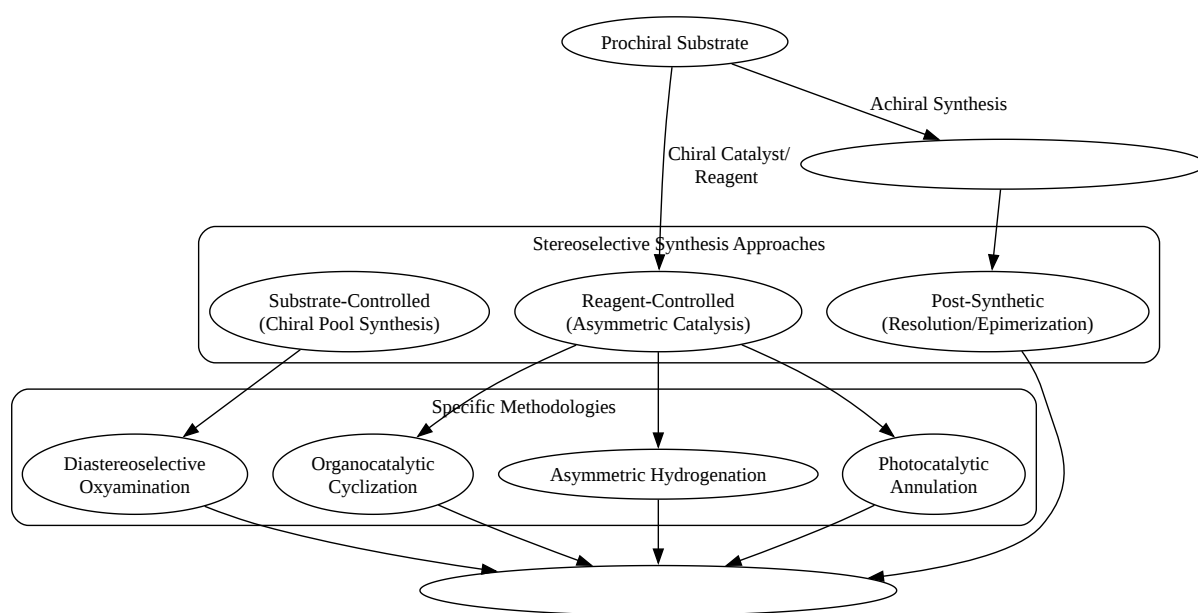 Prochiral Substrate
Achiral Synthesis
Chiral Catalyst/
Reagent
Stereoselective Synthesis Approaches
Substrate-Controlled
(Chiral Pool Synthesis)
Reagent-Controlled
(Asymmetric Catalysis)
Post-Synthetic
(Resolution/Epimerization)
Specific Methodologies
Diastereoselective
Oxyamination
Organocatalytic
Cyclization
Asymmetric Hydrogenation
Photocatalytic
Annulation